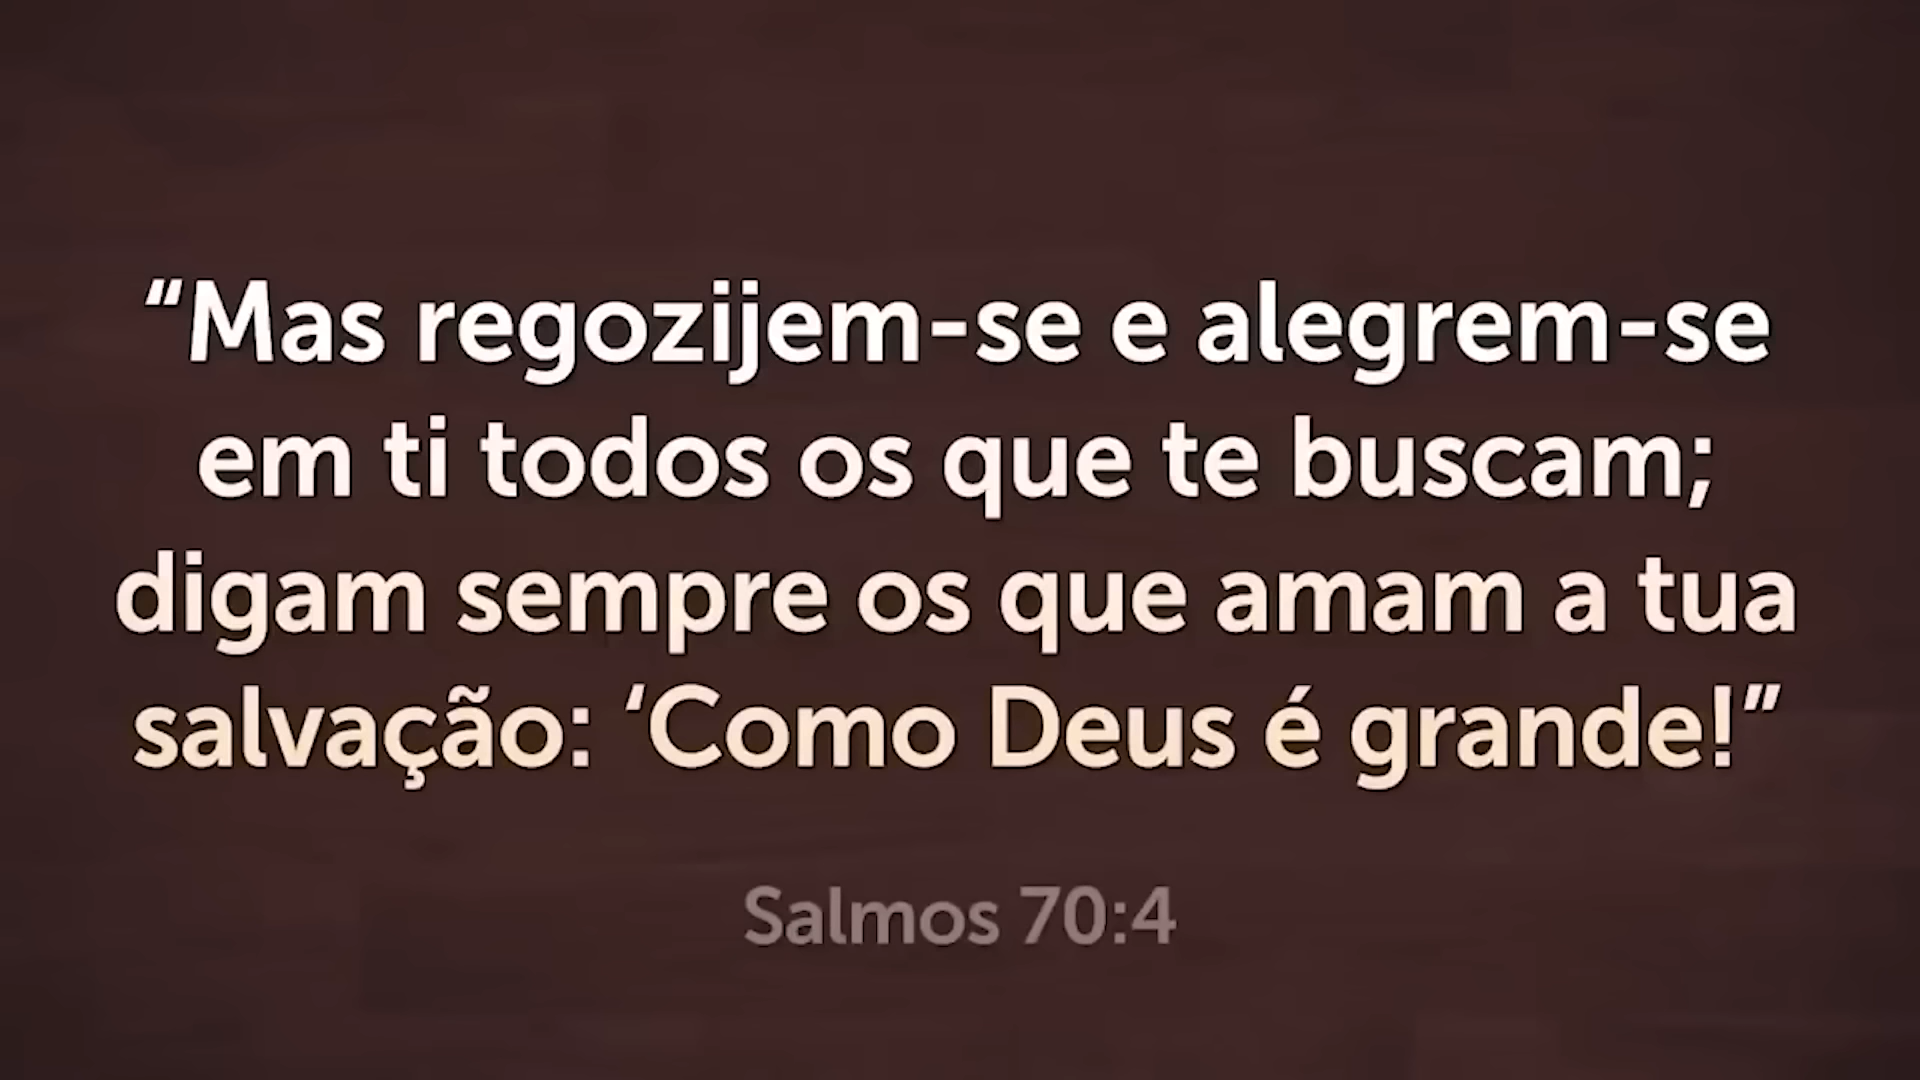 “Mas regozijem-se e alegrem-se
em ti todos os que te buscam;
digam sempre os que amam a tua
salvação: ‘Como Deus é grande!”
Salmos 70:4